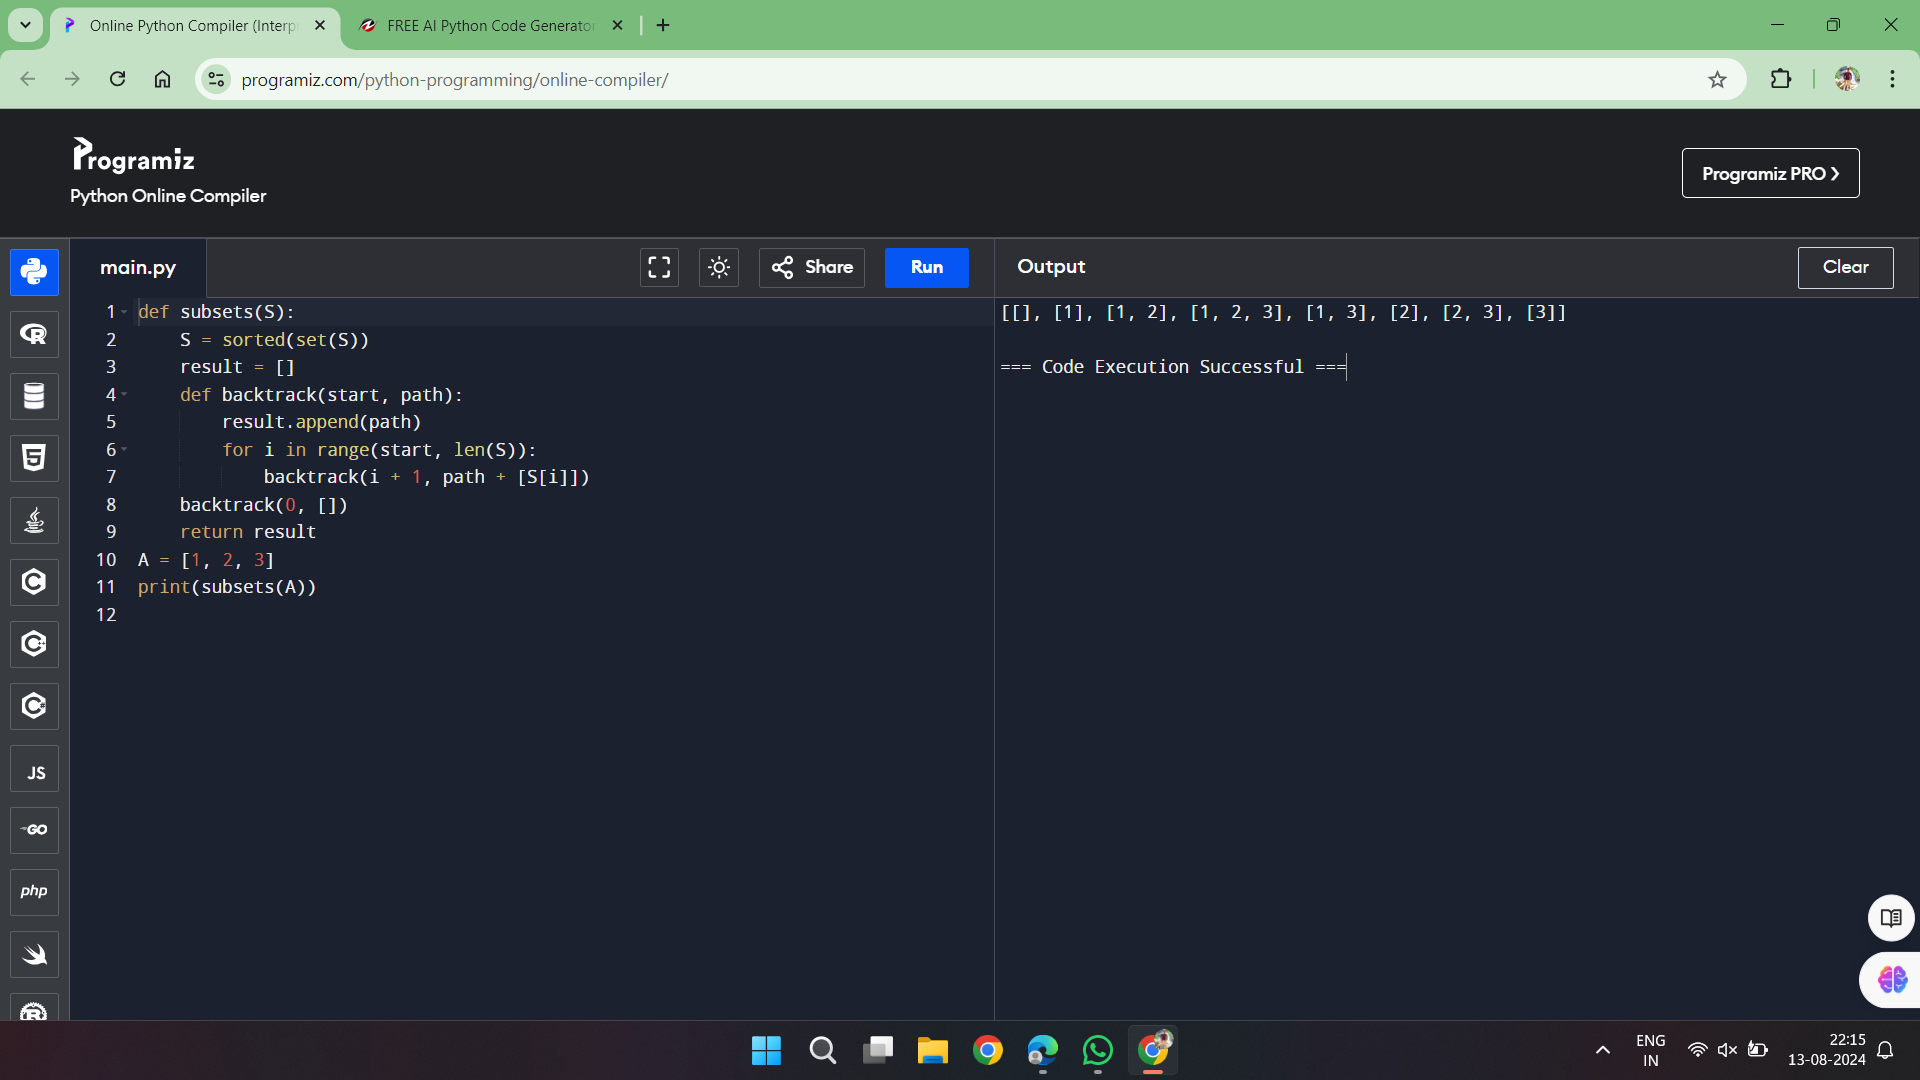 Online Python Compiler (Interp
FREE AI Python Code Generator
programiz.com/python-programming/online-compiler/
Programiz
Python Online Compiler
Programiz PRO
main.py
Share
Run
Output
Clear
1 def subsets(S):
2     S = sorted(set(S))
3     result = []
4     def backtrack(start, path):
5         result.append(path)
6         for i in range(start, len(S)):
7             backtrack(i + 1, path + [S[i]])
8     backtrack(0, [])
9     return result
10 A = [1, 2, 3]
11 print(subsets(A))
12
[[], [1], [1, 2], [1, 2, 3], [1, 3], [2], [2, 3], [3]]
=== Code Execution Successful ===
R
5
C
C
C
JS
GO
php
R
ENG
IN
22:15
13-08-2024